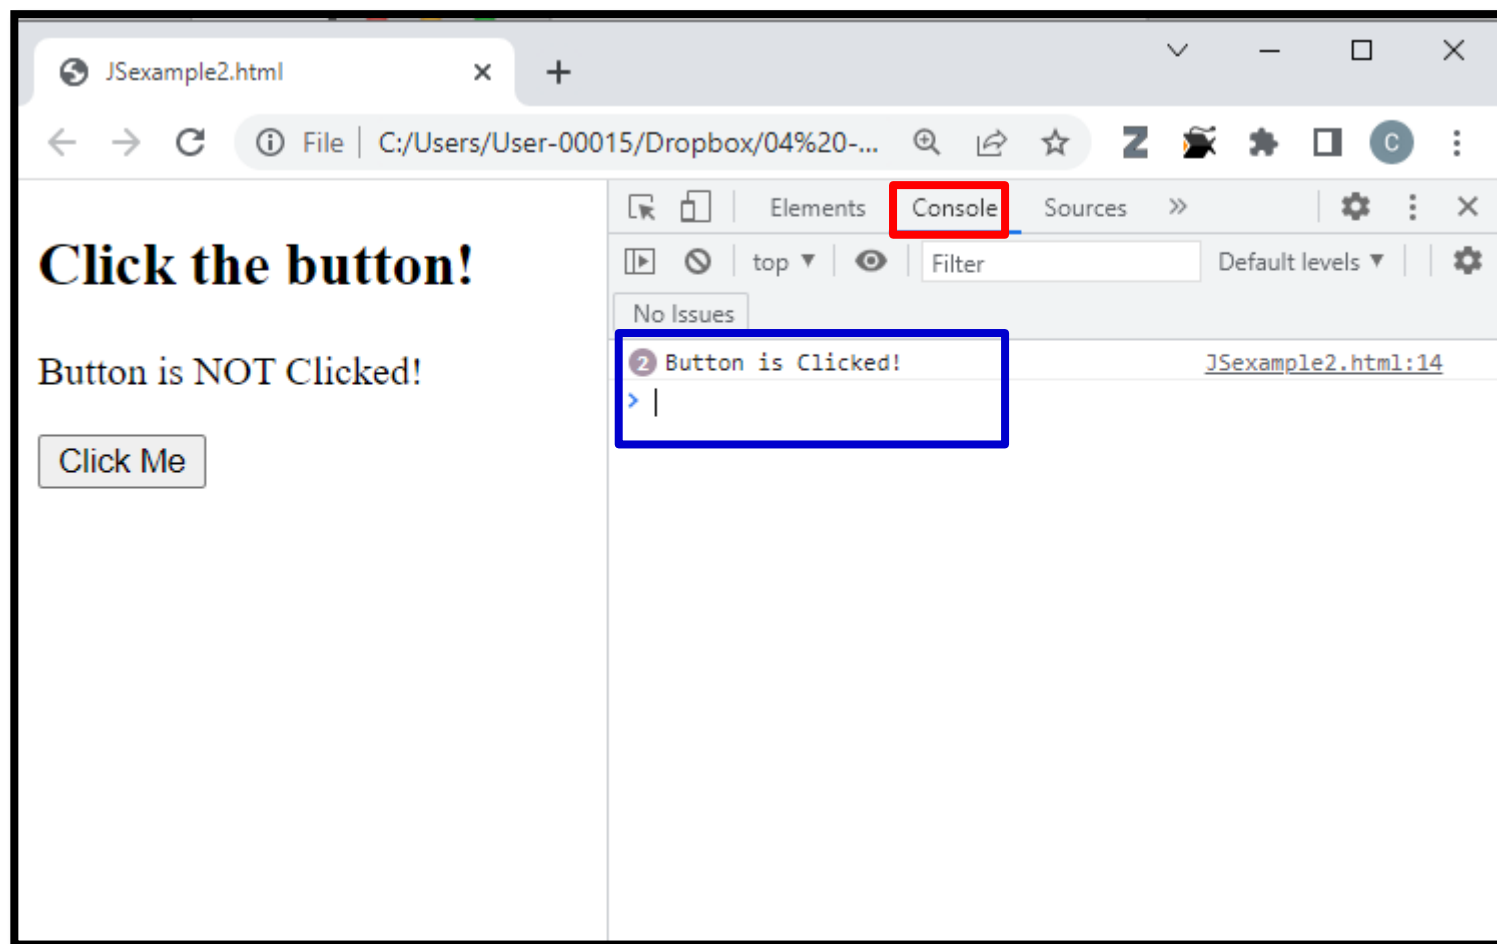 JSexample2.html
File
C:/Users/User-00015/Dropbox/04%20-...
Z
C
Click the button!
Button is NOT Clicked!
Click Me
Elements
Console
Sources
top
Filter
Default levels
No Issues
2 Button is Clicked!
JSexample2.html:14
>